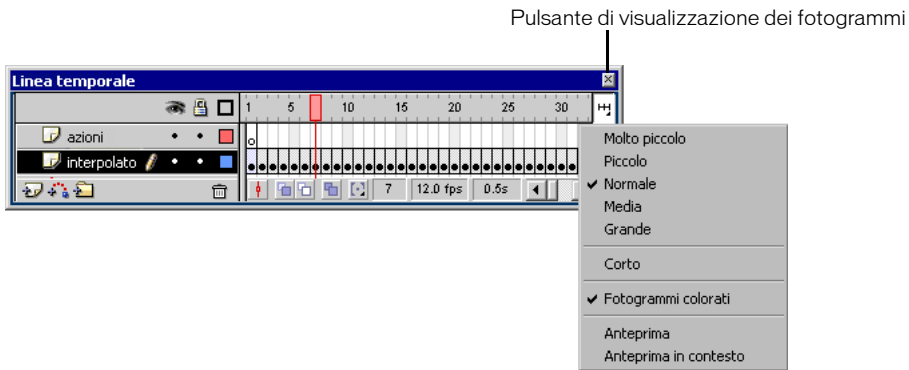 Pulsante di visualizzazione dei fotogrammi
Linea temporale
1 5 10 15 20 25 30
azioni
interpolato
7 12.0 fps 0.5s
Molto piccolo
Piccolo
Normale
Media
Grande
Corto
Fotogrammi colorati
Anteprima
Anteprima in contesto